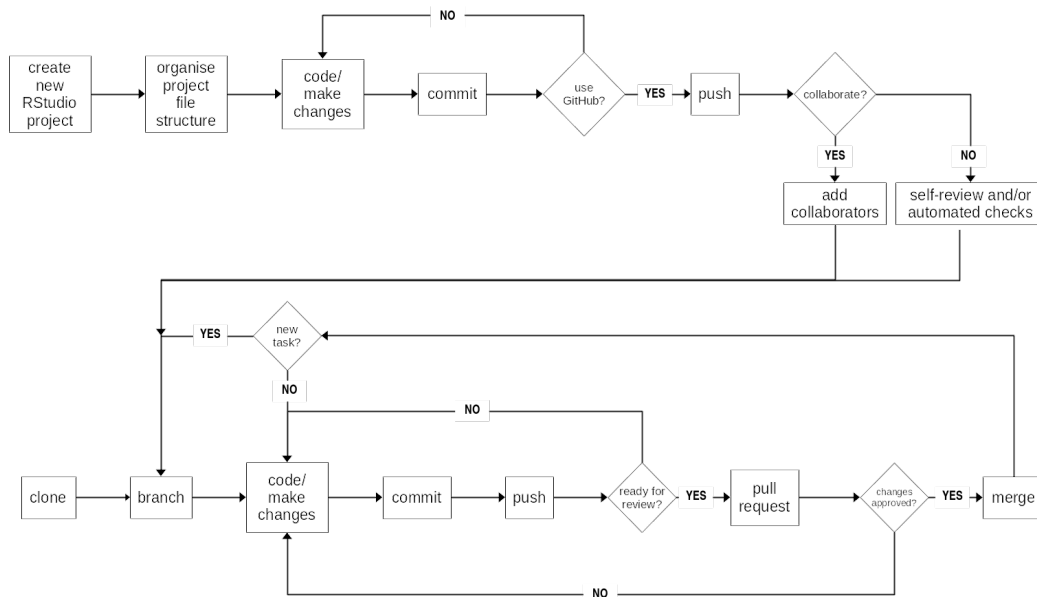 NO
create
new
RStudio
project
organise
project
file
structure
code/
make
changes
commit
use
GitHub?
YES
push
collaborate?
YES
NO
add
collaborators
self-review and/or
automated checks
YES
new
task?
NO
NO
clone
branch
code/
make
changes
commit
push
ready for
review?
YES
pull
request
changes
approved?
YES
merge
NO